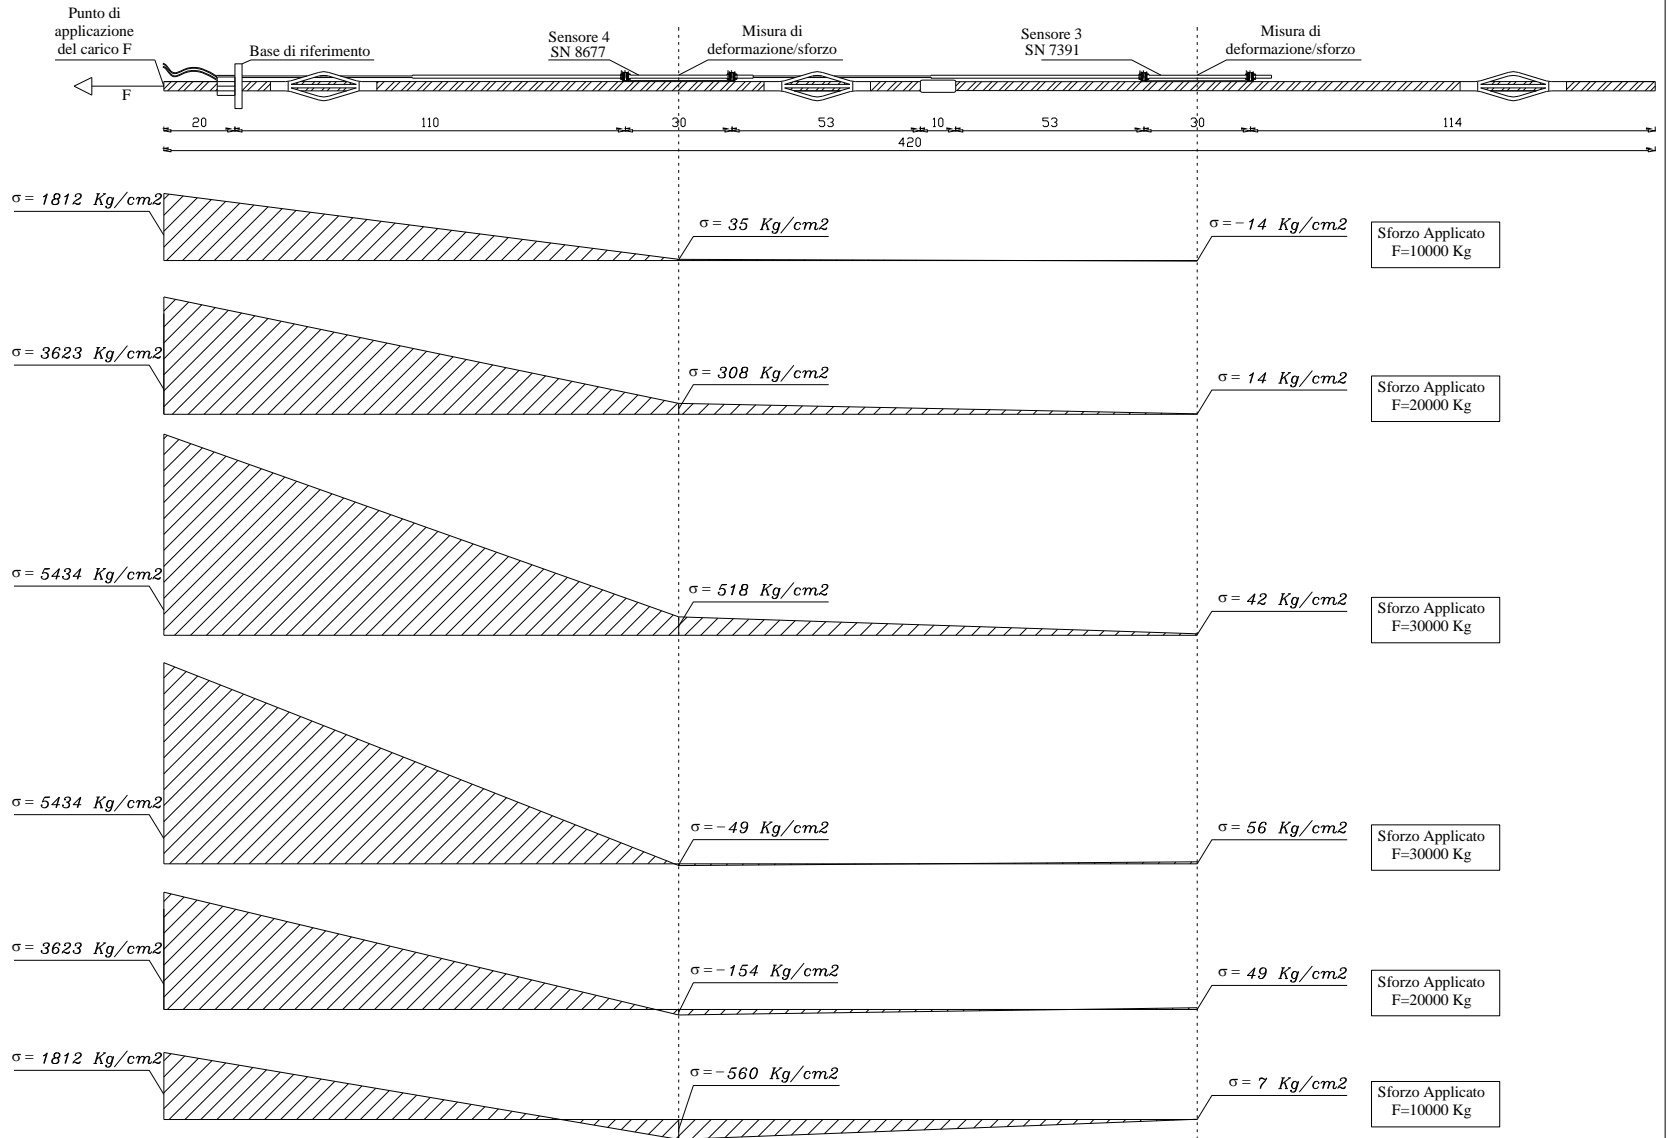 Punto di
applicazione
del carico F
Base di riferimento
Sensore 4
SN 8677
Misura di
deformazione/sforzo
Sensore 3
SN 7391
Misura di
deformazione/sforzo
F
20
110
30
53
10
53
30
114
420
σ= 1812 Kg/cm2
σ= 35 Kg/cm2
σ=-14 Kg/cm2
Sforzo Applicato
F=10000 Kg
σ= 3623 Kg/cm2
σ= 308 Kg/cm2
σ= 14 Kg/cm2
Sforzo Applicato
F=20000 Kg
σ= 5434 Kg/cm2
σ= 518 Kg/cm2
σ= 42 Kg/cm2
Sforzo Applicato
F=30000 Kg
σ= 5434 Kg/cm2
σ=-49 Kg/cm2
σ= 56 Kg/cm2
Sforzo Applicato
F=30000 Kg
σ= 3623 Kg/cm2
σ=-154 Kg/cm2
σ= 49 Kg/cm2
Sforzo Applicato
F=20000 Kg
σ= 1812 Kg/cm2
σ=-560 Kg/cm2
σ= 7 Kg/cm2
Sforzo Applicato
F=10000 Kg